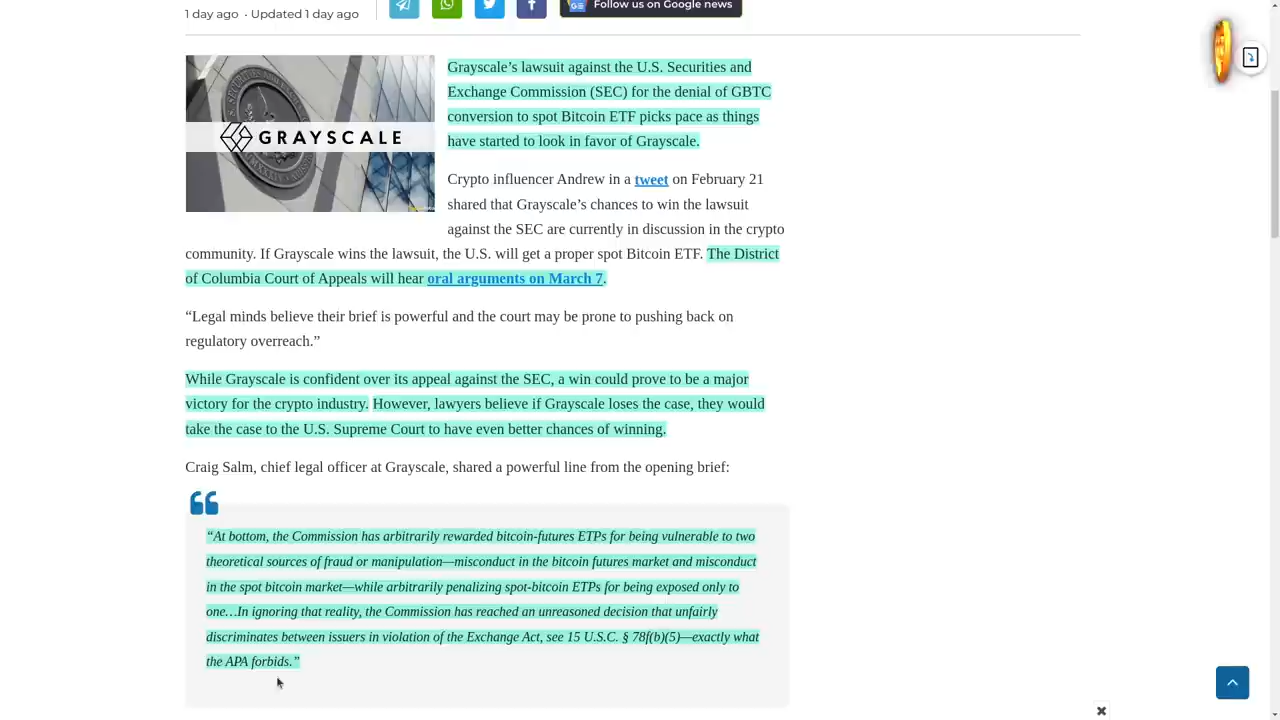 1 day ago · Updated 1 day ago
Follow us on Google news
GRAYSCALE
Grayscale’s lawsuit against the U.S. Securities and
Exchange Commission (SEC) for the denial of GBTC
conversion to spot Bitcoin ETF picks pace as things
have started to look in favor of Grayscale.
Crypto influencer Andrew in a tweet on February 21
shared that Grayscale’s chances to win the lawsuit
against the SEC are currently in discussion in the crypto
community. If Grayscale wins the lawsuit, the U.S. will get a proper spot Bitcoin ETF. The District
of Columbia Court of Appeals will hear oral arguments on March 7.
“Legal minds believe their brief is powerful and the court may be prone to pushing back on
regulatory overreach.”
While Grayscale is confident over its appeal against the SEC, a win could prove to be a major
victory for the crypto industry. However, lawyers believe if Grayscale loses the case, they would
take the case to the U.S. Supreme Court to have even better chances of winning.
Craig Salm, chief legal officer at Grayscale, shared a powerful line from the opening brief:
“At bottom, the Commission has arbitrarily rewarded bitcoin-futures ETPs for being vulnerable to two
theoretical sources of fraud or manipulation—misconduct in the bitcoin futures market and misconduct
in the spot bitcoin market—while arbitrarily penalizing spot-bitcoin ETPs for being exposed only to
one…In ignoring that reality, the Commission has reached an unreasoned decision that unfairly
discriminates between issuers in violation of the Exchange Act, see 15 U.S.C. § 78f(b)(5)—exactly what
the APA forbids.”